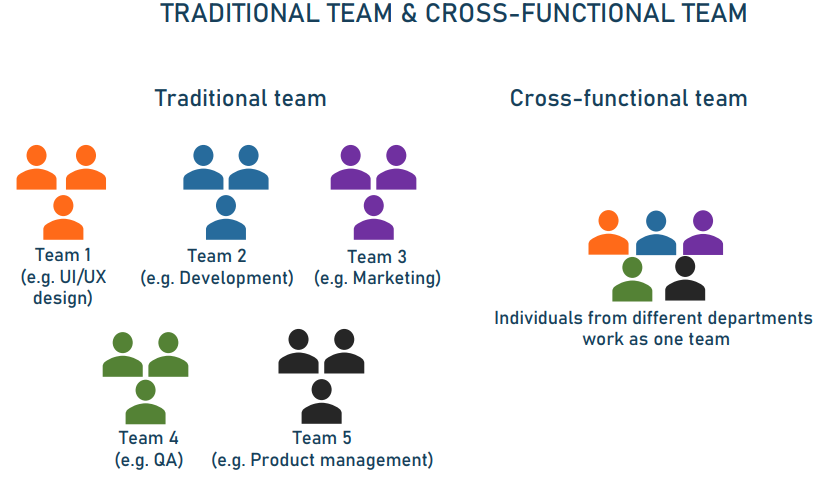 TRADITIONAL TEAM & CROSS-FUNCTIONAL TEAM
Traditional team
Cross-functional team
Team 1
(e.g. UI/UX
design)
Team 2
(e.g. Development)
Team 3
(e.g. Marketing)
Individuals from different departments
work as one team
Team 4
(e.g. QA)
Team 5
(e.g. Product management)